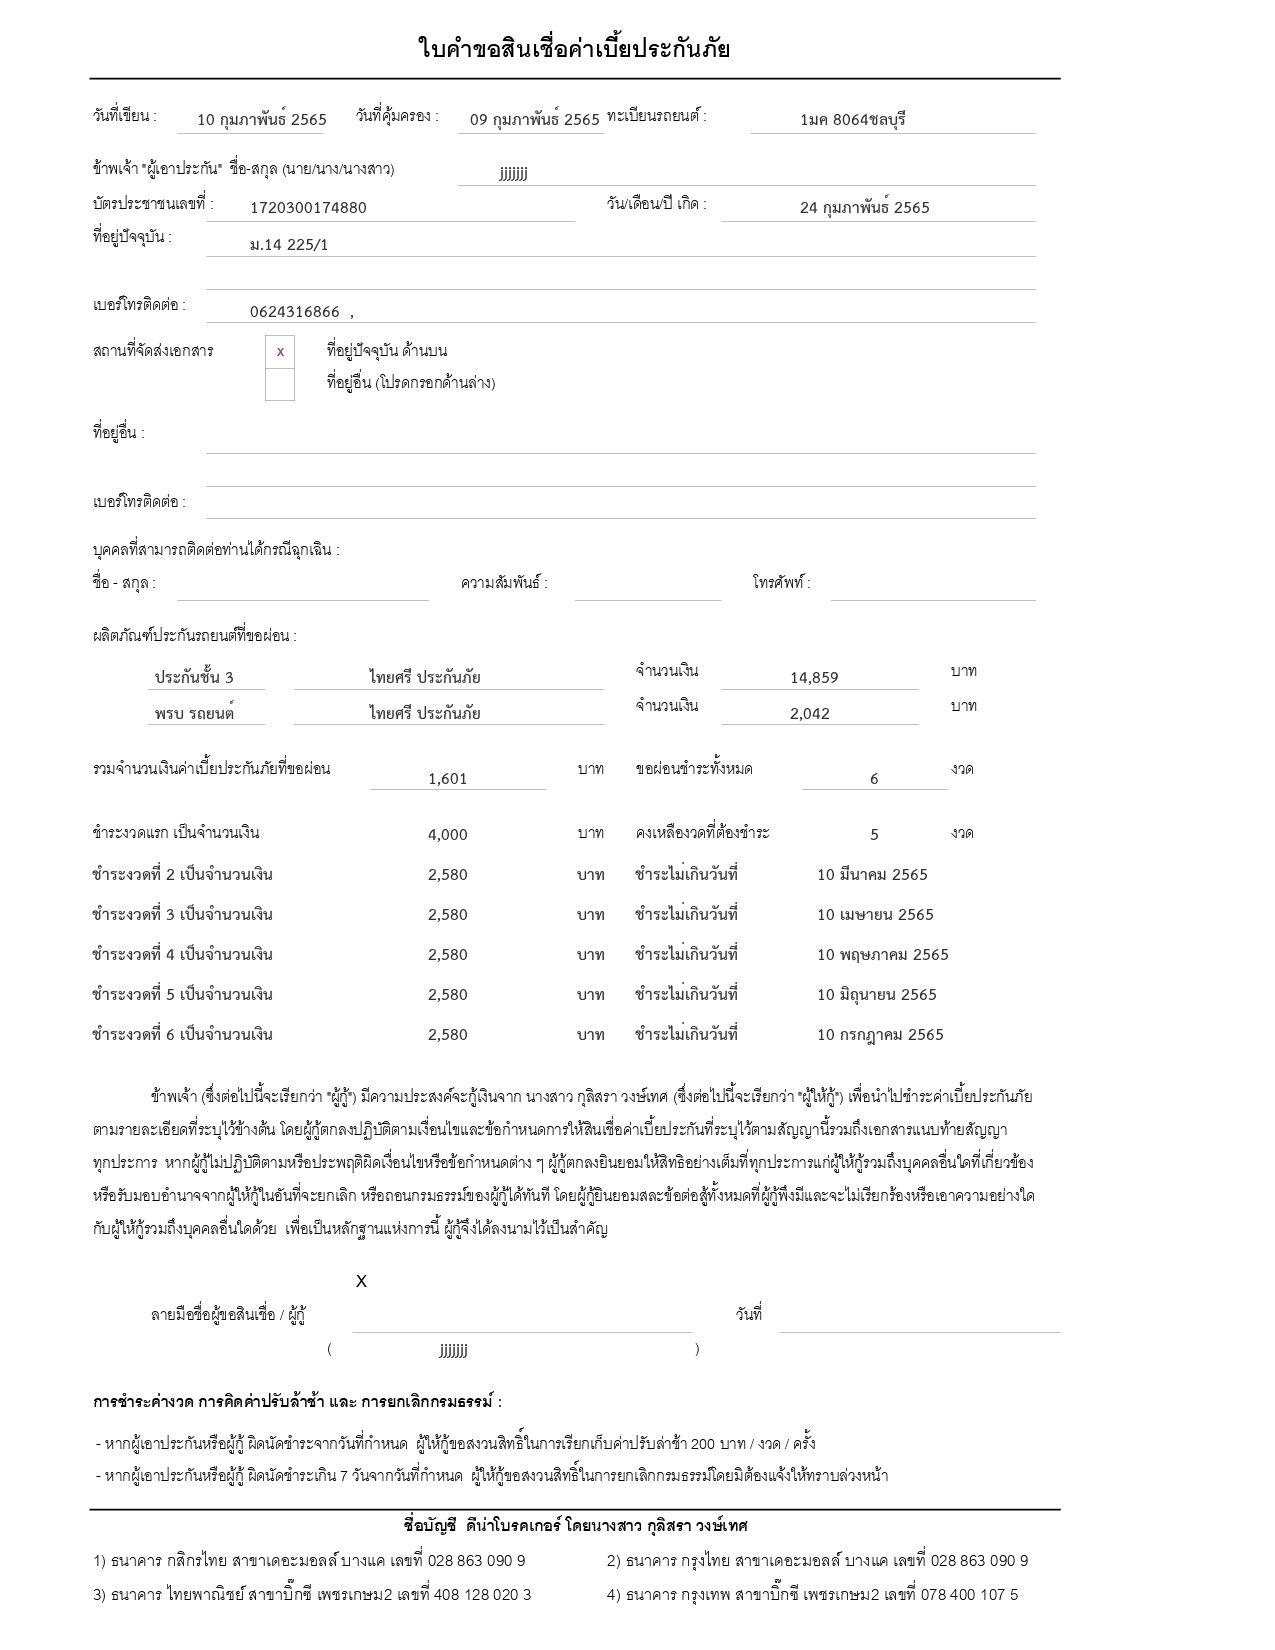 ใบคำขอสินเชื่อค่าเบี้ยประกันภัย
วันที่เขียน : 10 กุมภาพันธ์ 2565 วันที่คุ้มครอง : 09 กุมภาพันธ์ 2565 ทะเบียนรถยนต์ : 1มค 8064ชลบุรี
ข้าพเจ้า "ผู้เอาประกัน" ชื่อ-สกุล (นาย/นาง/นางสาว) jjjjjjj
บัตรประชาชนเลขที่ : 1720300174880 วัน/เดือน/ปี เกิด : 24 กุมภาพันธ์ 2565
ที่อยู่ปัจจุบัน : ม.14 225/1
เบอร์โทรติดต่อ : 0624316866 ,
สถานที่จัดส่งเอกสาร x ที่อยู่ปัจจุบัน ด้านบน
ที่อยู่อื่น (โปรดกรอกด้านล่าง)
ที่อยู่อื่น :
เบอร์โทรติดต่อ :
บุคคลที่สามารถติดต่อท่านได้กรณีฉุกเฉิน :
ชื่อ - สกุล : ความสัมพันธ์ : โทรศัพท์ :
ผลิตภัณฑ์ประกันรถยนต์ที่ขอผ่อน :
ประกันชั้น 3 ไทยศรี ประกันภัย จำนวนเงิน 14,859 บาท
พรบ รถยนต์ ไทยศรี ประกันภัย จำนวนเงิน 2,042 บาท
รวมจำนวนเงินค่าเบี้ยประกันภัยที่ขอผ่อน 1,601 บาท ขอผ่อนชำระทั้งหมด 6 งวด
ชำระงวดแรก เป็นจำนวนเงิน 4,000 บาท คงเหลืองวดที่ต้องชำระ 5 งวด
ชำระงวดที่ 2 เป็นจำนวนเงิน 2,580 บาท ชำระไม่เกินวันที่ 10 มีนาคม 2565
ชำระงวดที่ 3 เป็นจำนวนเงิน 2,580 บาท ชำระไม่เกินวันที่ 10 เมษายน 2565
ชำระงวดที่ 4 เป็นจำนวนเงิน 2,580 บาท ชำระไม่เกินวันที่ 10 พฤษภาคม 2565
ชำระงวดที่ 5 เป็นจำนวนเงิน 2,580 บาท ชำระไม่เกินวันที่ 10 มิถุนายน 2565
ชำระงวดที่ 6 เป็นจำนวนเงิน 2,580 บาท ชำระไม่เกินวันที่ 10 กรกฎาคม 2565
ข้าพเจ้า (ซึ่งต่อไปนี้จะเรียกว่า "ผู้กู้") มีความประสงค์จะกู้เงินจาก นางสาว กุลิสรา วงษ์เทศ (ซึ่งต่อไปนี้จะเรียกว่า "ผู้ให้กู้") เพื่อนำไปชำระค่าเบี้ยประกันภัย
ตามรายละเอียดที่ระบุไว้ข้างต้น โดยผู้กู้ตกลงปฏิบัติตามเงื่อนไขและข้อกำหนดการให้สินเชื่อค่าเบี้ยประกันที่ระบุไว้ตามสัญญานี้รวมถึงเอกสารแนบท้ายสัญญา
ทุกประการ หากผู้กู้ไม่ปฏิบัติตามหรือประพฤติผิดเงื่อนไขหรือข้อกำหนดต่าง ๆ ผู้กู้ตกลงยินยอมให้สิทธิอย่างเต็มที่ทุกประการแก่ผู้ให้กู้รวมถึงบุคคลอื่นใดที่เกี่ยวข้อง
หรือรับมอบอำนาจจากผู้ให้กู้ในอันที่จะยกเลิก หรือถอนกรมธรรม์ของผู้กู้ได้ทันที โดยผู้กู้ยินยอมสละข้อต่อสู้ทั้งหมดที่ผู้กู้พึงมีและจะไม่เรียกร้องหรือเอาความอย่างใด
กับผู้ให้กู้รวมถึงบุคคลอื่นใดด้วย เพื่อเป็นหลักฐานแห่งการนี้ ผู้กู้จึงได้ลงนามไว้เป็นสำคัญ
X
ลายมือชื่อผู้ขอสินเชื่อ / ผู้กู้ วันที่
( jjjjjjj )
การชำระค่างวด การคิดค่าปรับล้าช้า และ การยกเลิกกรมธรรม์ :
- หากผู้เอาประกันหรือผู้กู้ ผิดนัดชำระจากวันที่กำหนด ผู้ให้กู้ขอสงวนสิทธิ์ในการเรียกเก็บค่าปรับล่าช้า 200 บาท / งวด / ครั้ง
- หากผู้เอาประกันหรือผู้กู้ ผิดนัดชำระเกิน 7 วันจากวันที่กำหนด ผู้ให้กู้ขอสงวนสิทธิ์ในการยกเลิกกรมธรรม์โดยมิต้องแจ้งให้ทราบล่วงหน้า
ชื่อบัญชี ดีน่าโบรคเกอร์ โดยนางสาว กุลิสรา วงษ์เทศ
1) ธนาคาร กสิกรไทย สาขาเดอะมอลล์ บางแค เลขที่ 028 863 090 9 2) ธนาคาร กรุงไทย สาขาเดอะมอลล์ บางแค เลขที่ 028 863 090 9
3) ธนาคาร ไทยพาณิชย์ สาขาบิ๊กซี เพชรเกษม2 เลขที่ 408 128 020 3 4) ธนาคาร กรุงเทพ สาขาบิ๊กซี เพชรเกษม2 เลขที่ 078 400 107 5